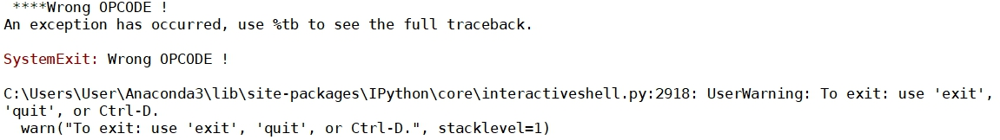 ****Wrong OPCODE !
An exception has occurred, use %tb to see the full traceback.
SystemExit: Wrong OPCODE !
C:\Users\User\Anaconda3\lib\site-packages\IPython\core\interactiveshell.py:2918: UserWarning: To exit: use 'exit',
'quit', or Ctrl-D.
warn("To exit: use 'exit', 'quit', or Ctrl-D.", stacklevel=1)